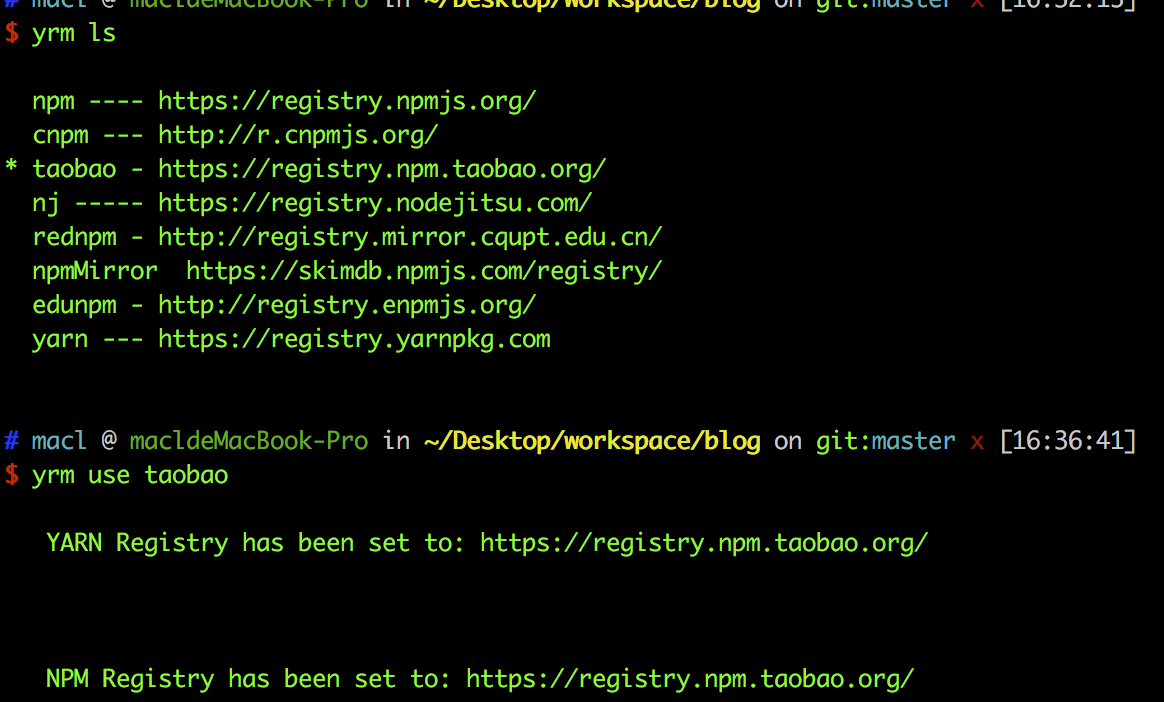 # macl @ macldeMacBook-Pro in ~/Desktop/workspace/blog on git:master x [16:32:15]
$ yrm ls
npm ---- https://registry.npmjs.org/
cnpm --- http://r.cnpmjs.org/
* taobao - https://registry.npm.taobao.org/
nj ----- https://registry.nodejitsu.com/
rednpm - http://registry.mirror.cqupt.edu.cn/
npmMirror  https://skimdb.npmjs.com/registry/
edunpm - http://registry.enpmjs.org/
yarn --- https://registry.yarnpkg.com
# macl @ macldeMacBook-Pro in ~/Desktop/workspace/blog on git:master x [16:36:41]
$ yrm use taobao
YARN Registry has been set to: https://registry.npm.taobao.org/
NPM Registry has been set to: https://registry.npm.taobao.org/